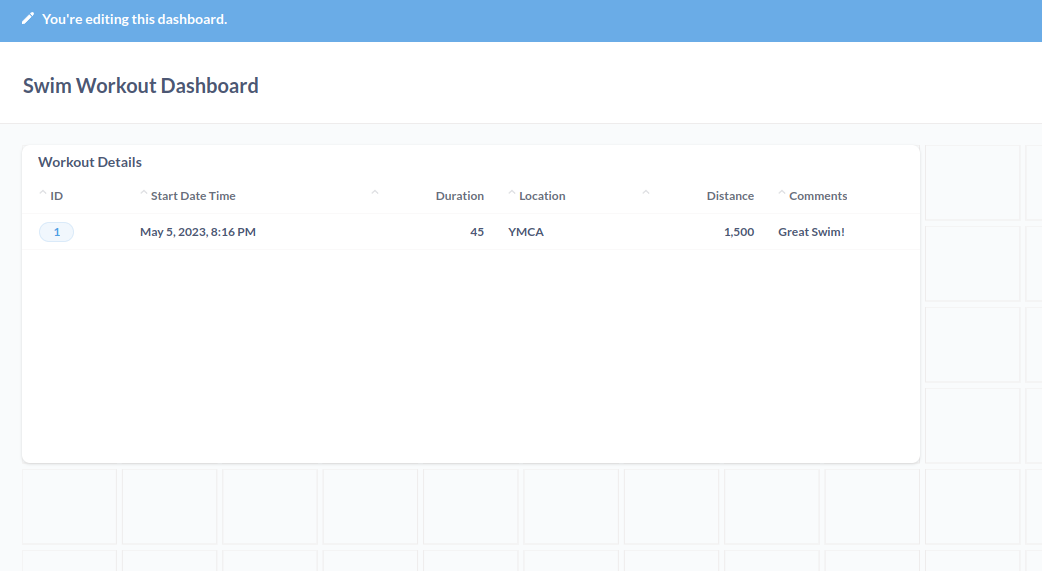 You're editing this dashboard.
Swim Workout Dashboard
Workout Details
ID Start Date Time Duration Location Distance Comments
1 May 5, 2023, 8:16 PM 45 YMCA 1,500 Great Swim!